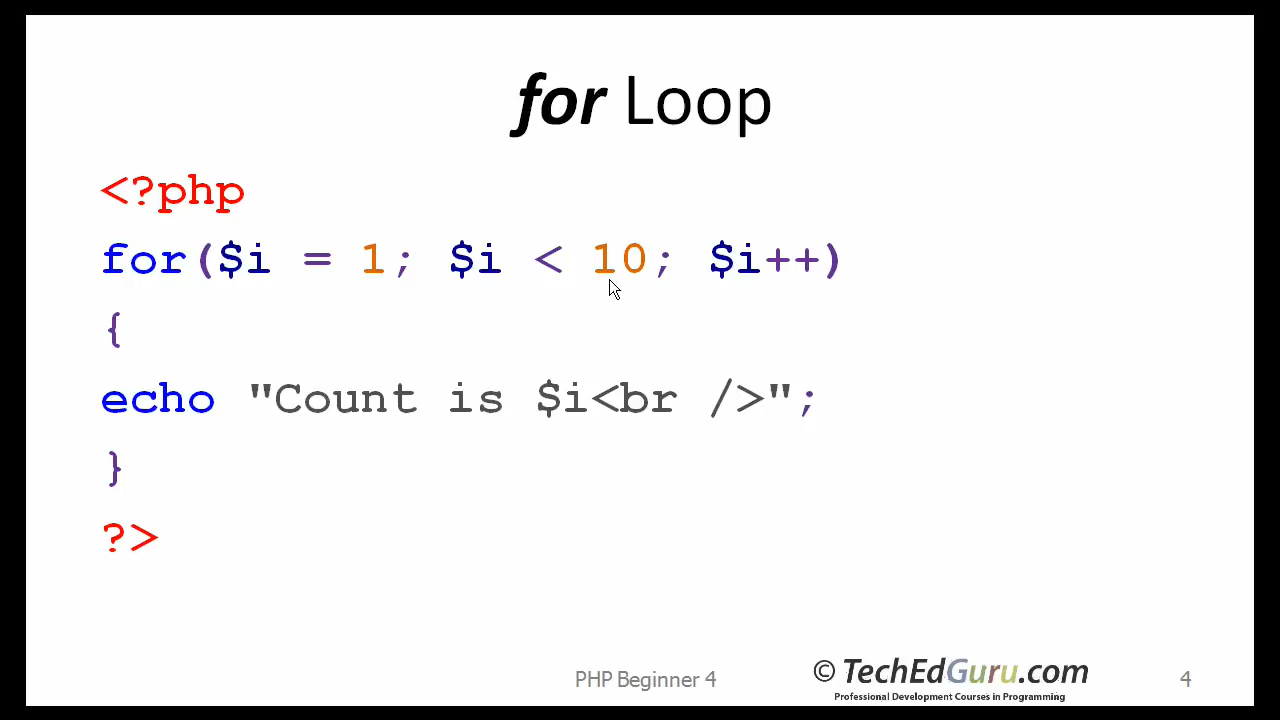 for Loop
<?php
for($i = 1; $i < 10; $i++)
{
echo "Count is $i<br />";
}
?>
PHP Beginner 4
© TechEdGuru.com
Professional Development Courses in Programming
4